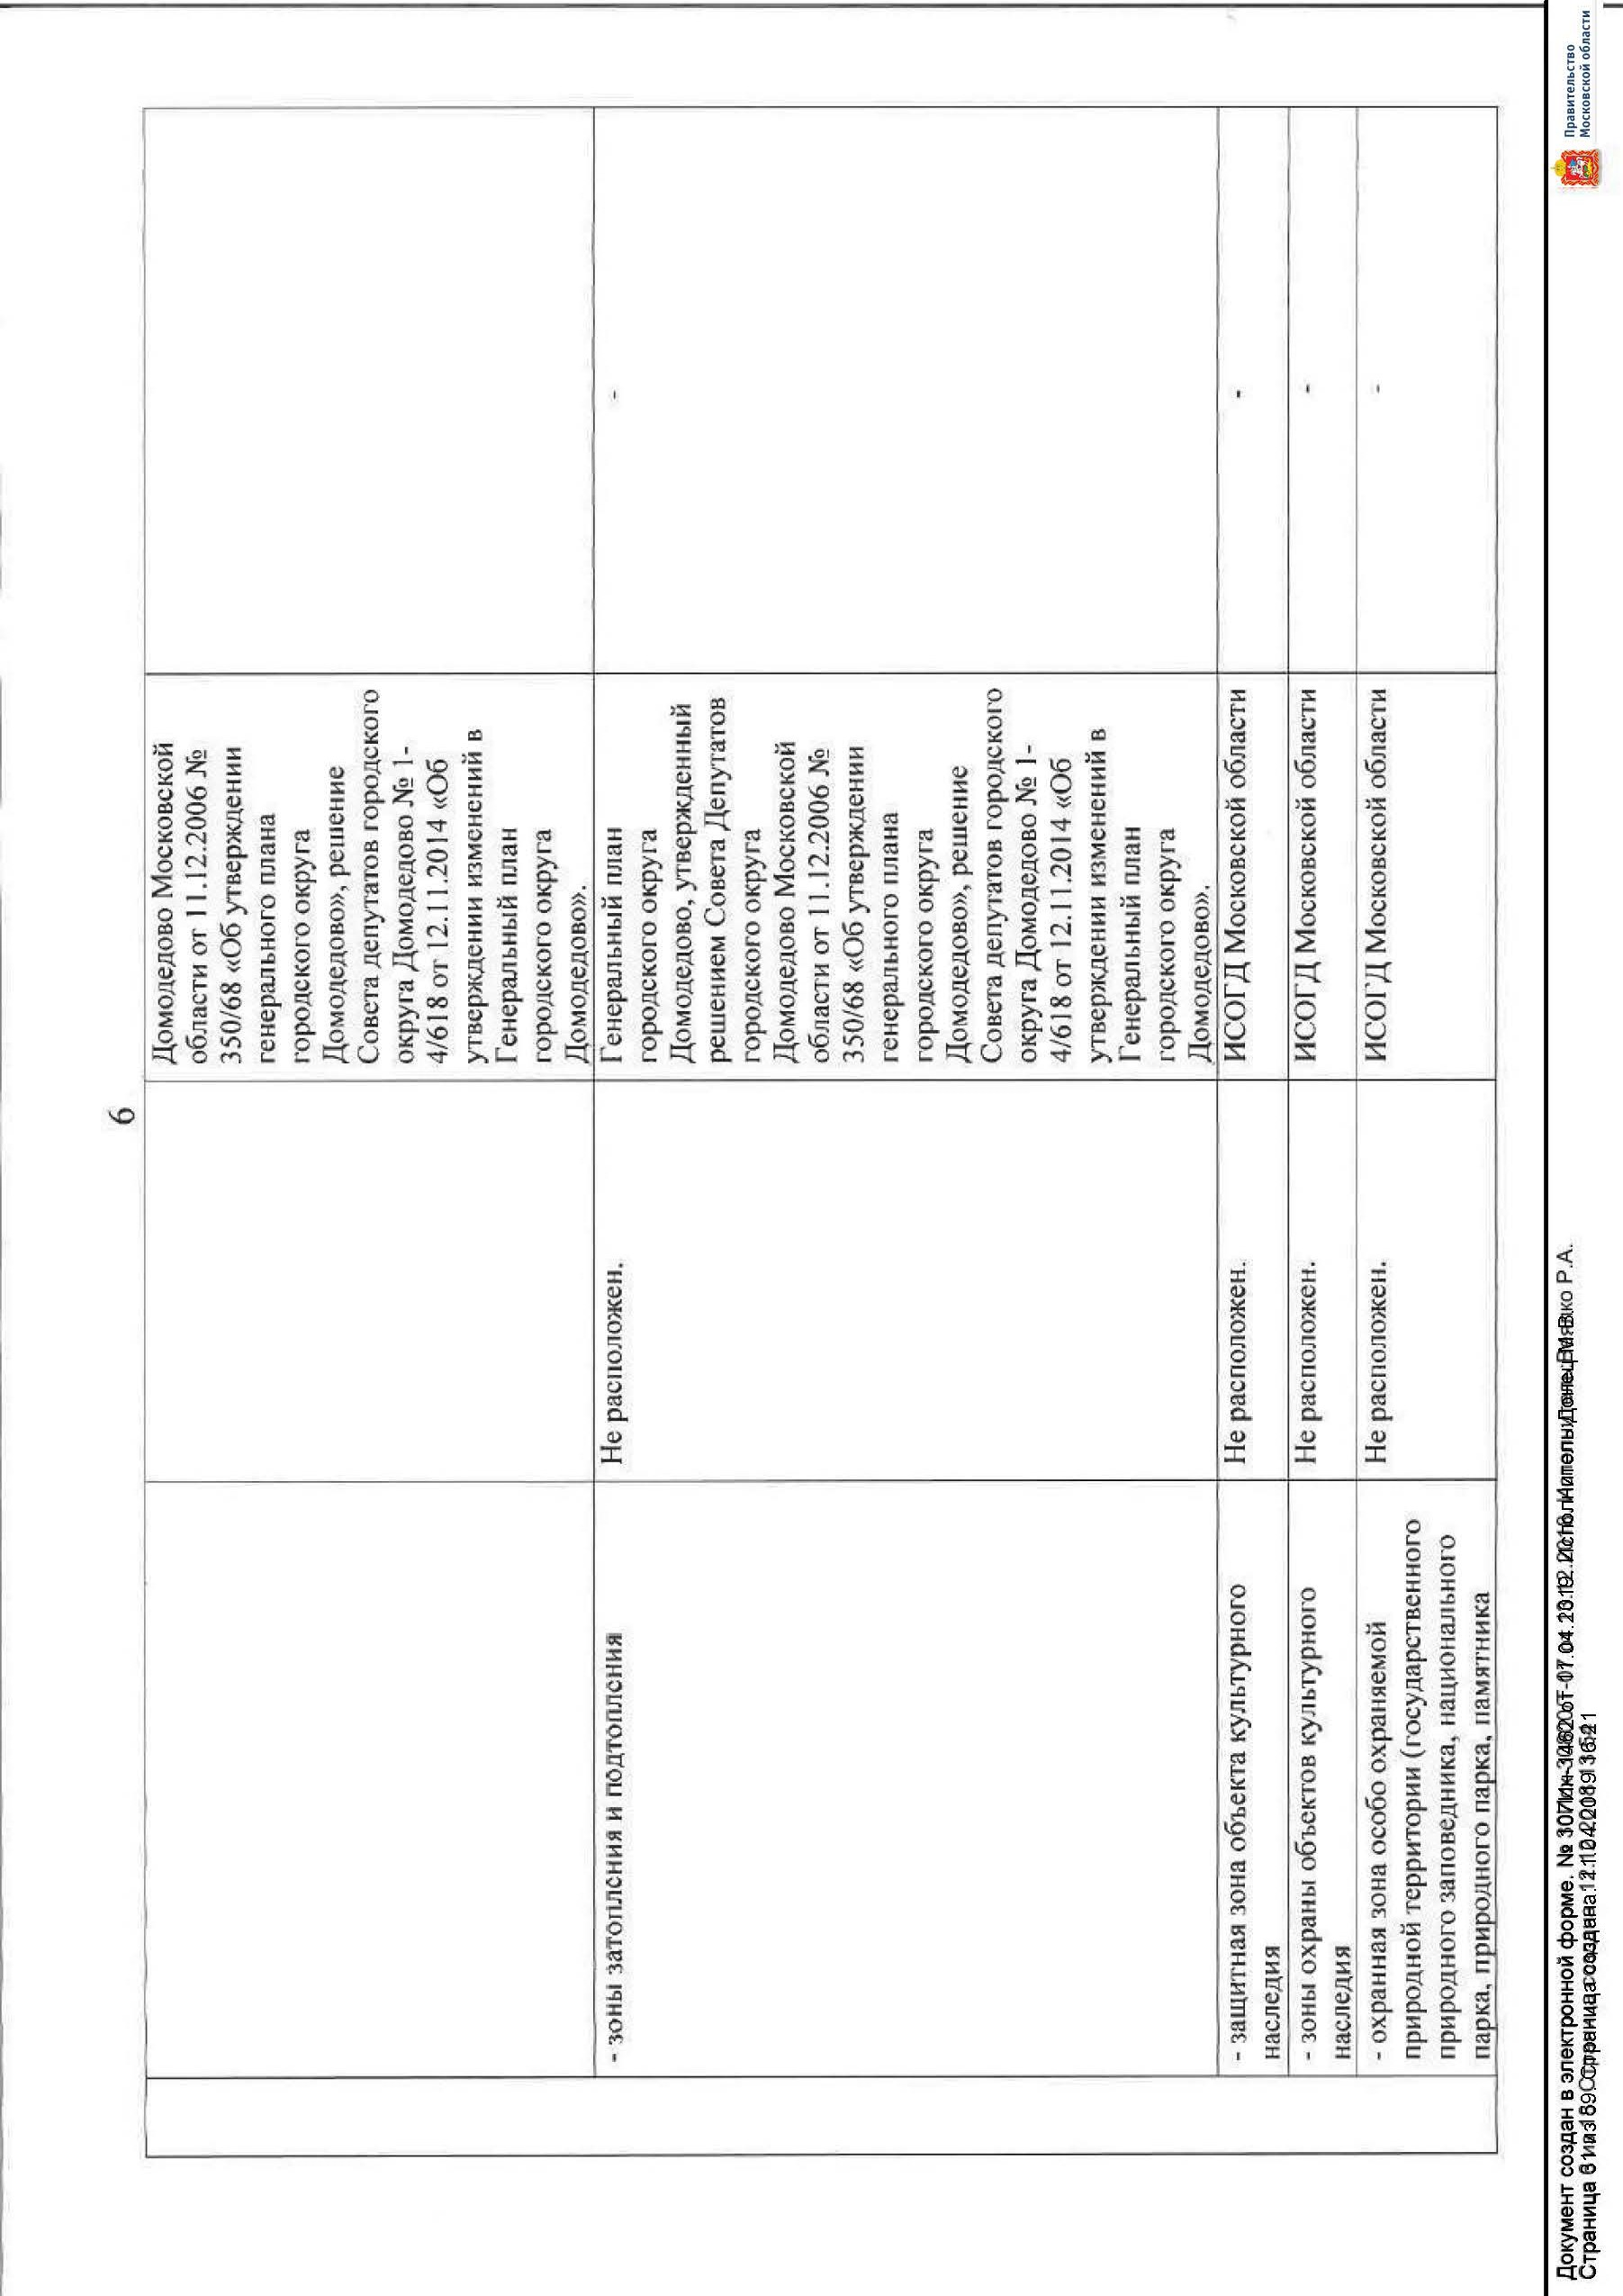 6
Домодедово Московской
области от 11.12.2006 №
350/68 «Об утверждении
генерального плана
городского округа
Домодедово», решение
Совета депутатов городского
округа Домодедово № 1-
4/618 от 12.11.2014 «Об
утверждении изменений в
Генеральный план
городского округа
Домодедово».
- зоны затопления и подтопления
Не расположен.
Генеральный план
городского округа
Домодедово, утвержденный
решением Совета Депутатов
городского округа
Домодедово Московской
области от 11.12.2006 №
350/68 «Об утверждении
генерального плана
городского округа
Домодедово», решение
Совета депутатов городского
округа Домодедово № 1-
4/618 от 12.11.2014 «Об
утверждении изменений в
Генеральный план
городского округа
Домодедово».
-
- защитная зона объекта культурного
наследия
Не расположен.
ИСОГД Московской области
-
- зоны охраны объектов культурного
наследия
Не расположен.
ИСОГД Московской области
-
- охранная зона особо охраняемой
природной территории (государственного
природного заповедника, национального
парка, природного парка, памятника
Не расположен.
ИСОГД Московской области
-
Документ создан в электронной форме. №
Страница
Правительство
Московской области